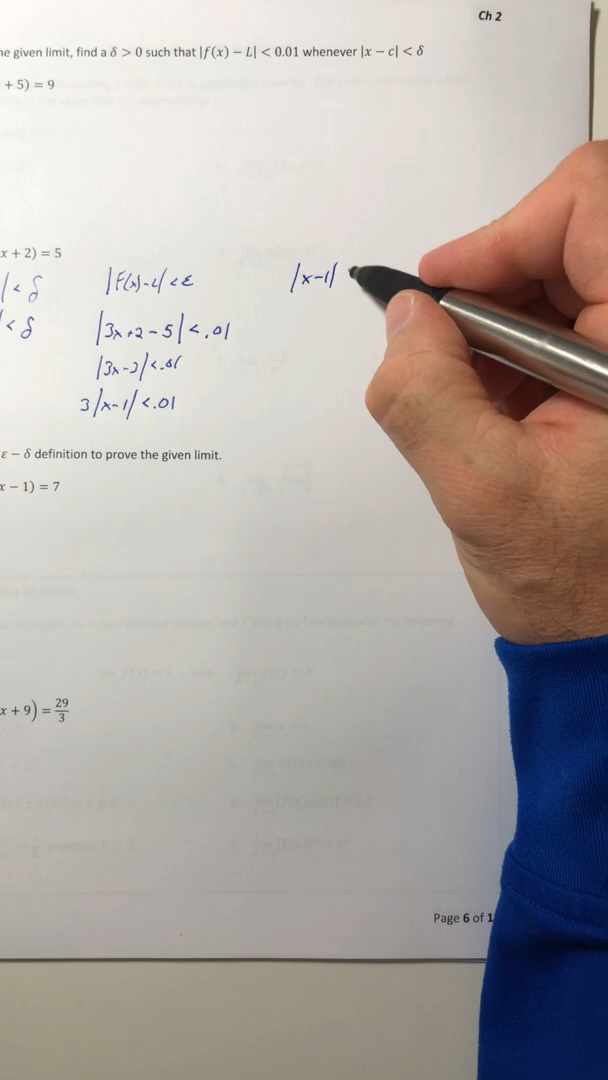 Ch 2
he given limit, find a δ > 0 such that |f(x) − L| < 0.01 whenever |x − c| < δ
+ 5) = 9
x + 2) = 5
| < δ |F(x)-L| < ε |x-1|
| < δ |3x+2-5| < .01
|3x-3| < .01
3|x-1| < .01
ε − δ definition to prove the given limit.
x − 1) = 7
x + 9) = 29/3
Page 6 of 1